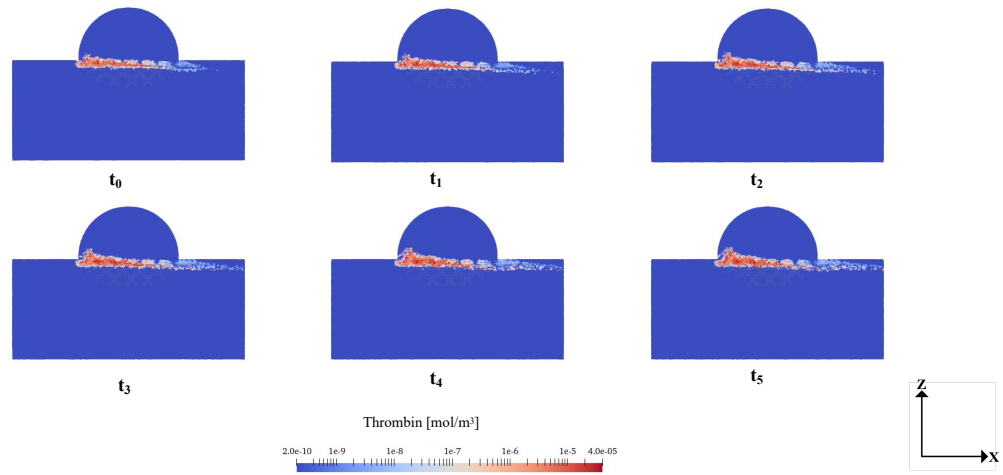 t₀ t₁ t₂
t₃ t₄ t₅
Thrombin [mol/m³]
2.0e-10 1e-9 1e-8 1e-7 1e-6 1e-5 4.0e-05
Z
X